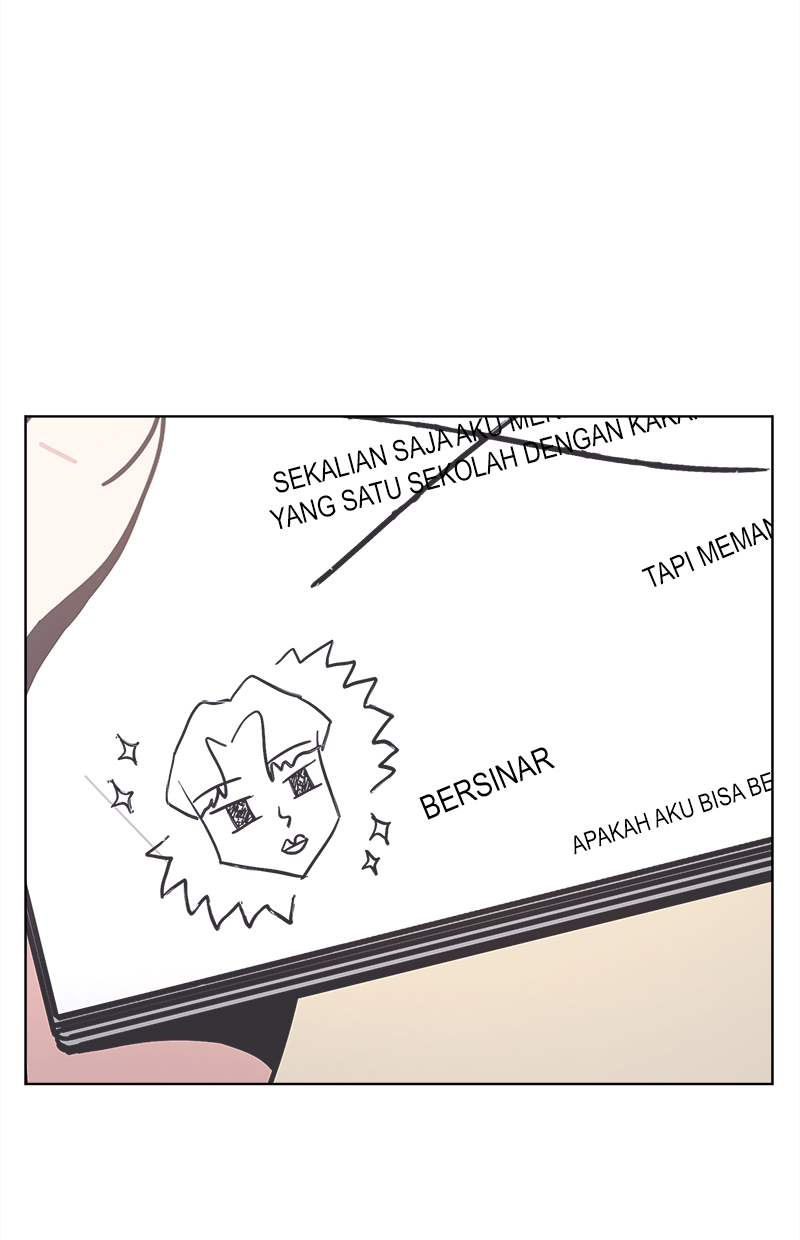 SEKALIAN SAJA AKU
YANG SATU SEKOLAH DENGAN
TAPI
BERSINAR
APAKAH AKU BISA